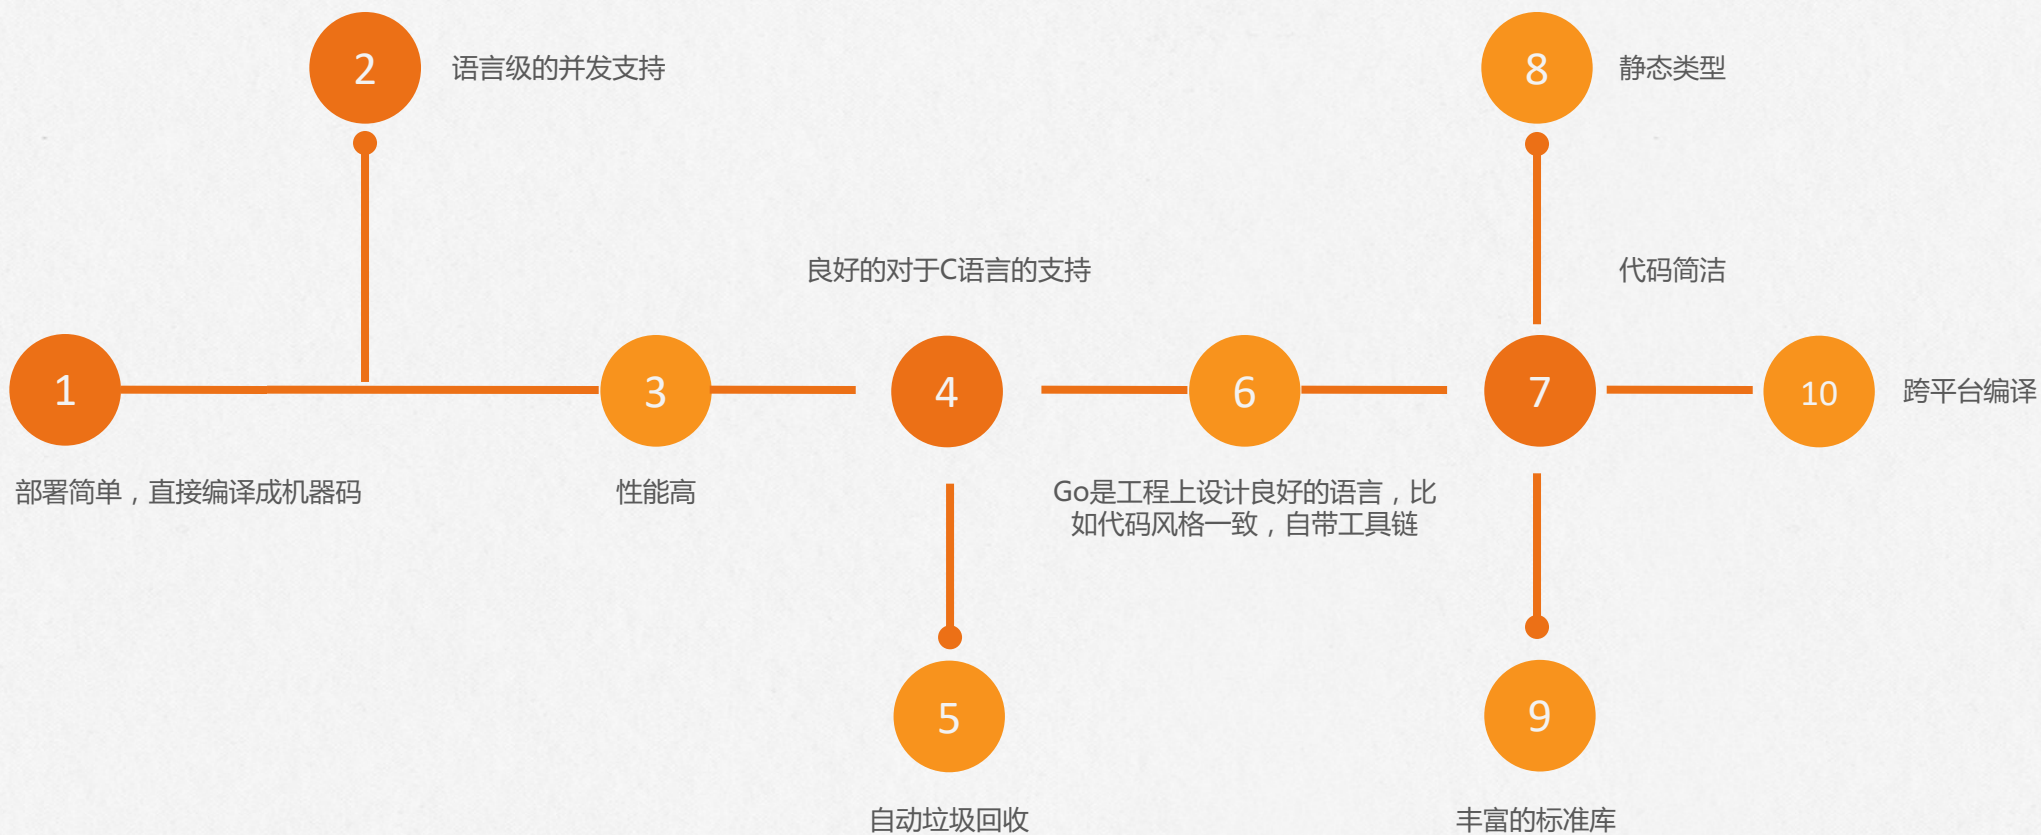 2
语言级的并发支持
8
静态类型
良好的对于C语言的支持
代码简洁
1
3
4
6
7
10
跨平台编译
部署简单，直接编译成机器码
性能高
Go是工程上设计良好的语言，比
如代码风格一致，自带工具链
5
9
自动垃圾回收
丰富的标准库